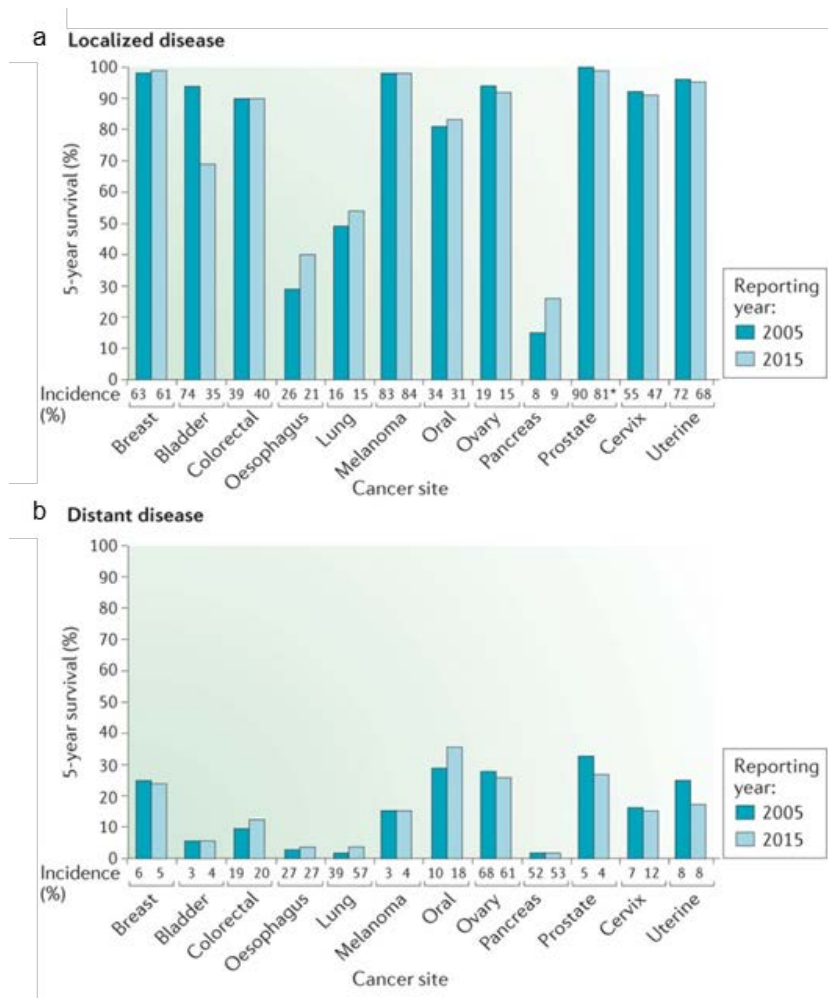 a Localized disease
100
90
80
70
60
50
40
30
20
10
0
5-year survival (%)
Reporting
year:
2005
2015
Incidence
(%)
63 61 74 35 39 40 26 21 16 15 83 84 34 31 19 15 8 9 90 81* 55 47 72 68
Breast
Bladder
Colorectal
Oesophagus
Lung
Melanoma
Oral
Ovary
Pancreas
Prostate
Cervix
Uterine
Cancer site
b Distant disease
100
90
80
70
60
50
40
30
20
10
0
5-year survival (%)
Reporting
year:
2005
2015
Incidence
(%)
6 5 3 4 19 20 27 27 39 57 3 4 10 18 68 61 52 53 5 4 7 12 8 8
Breast
Bladder
Colorectal
Oesophagus
Lung
Melanoma
Oral
Ovary
Pancreas
Prostate
Cervix
Uterine
Cancer site